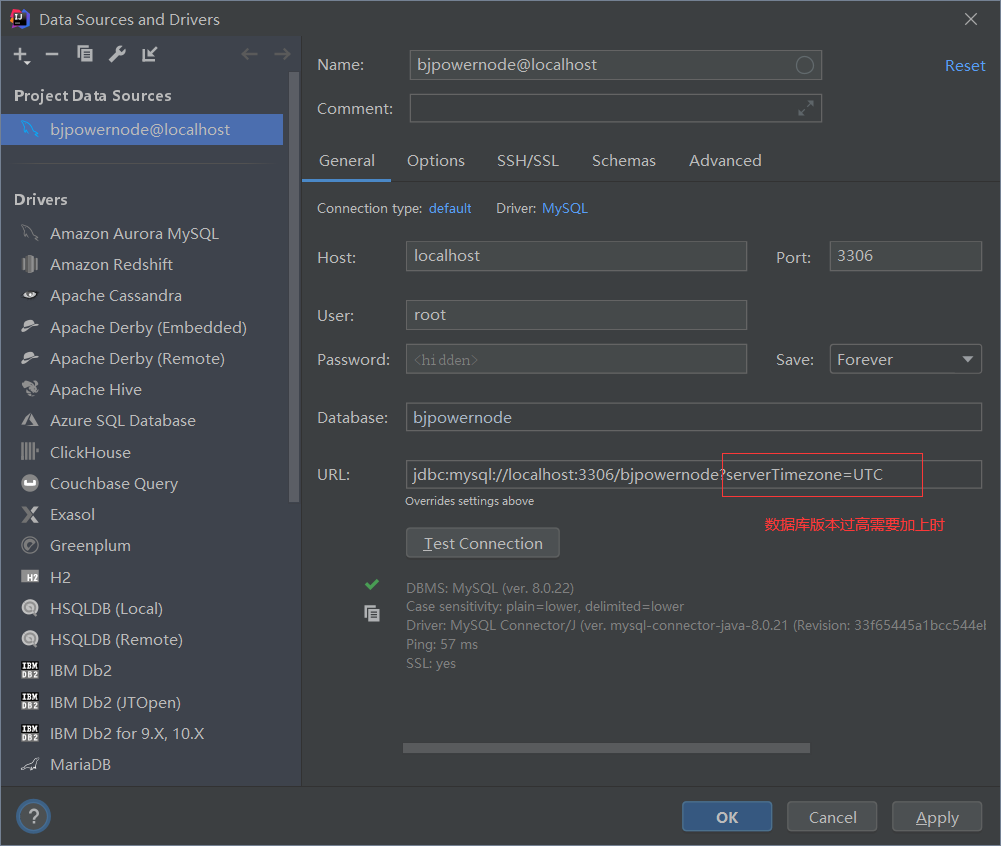 Data Sources and Drivers
Project Data Sources
bjpowernode@localhost
Drivers
Amazon Aurora MySQL
Amazon Redshift
Apache Cassandra
Apache Derby (Embedded)
Apache Derby (Remote)
Apache Hive
Azure SQL Database
ClickHouse
Couchbase Query
Exasol
Greenplum
H2
HSQLDB (Local)
HSQLDB (Remote)
IBM Db2
IBM Db2 (JTOpen)
IBM Db2 for 9.X, 10.X
MariaDB
Name: bjpowernode@localhost Reset
Comment:
General Options SSH/SSL Schemas Advanced
Connection type: default Driver: MySQL
Host: localhost Port: 3306
User: root
Password: <hidden> Save: Forever
Database: bjpowernode
URL: jdbc:mysql://localhost:3306/bjpowernode?serverTimezone=UTC
Overrides settings above
数据库版本过高需要加上时
Test Connection
DBMS: MySQL (ver. 8.0.22)
Case sensitivity: plain=lower, delimited=lower
Driver: MySQL Connector/J (ver. mysql-connector-java-8.0.21 (Revision: 33f65445a1bcc544el
Ping: 57 ms
SSL: yes
? OK Cancel Apply